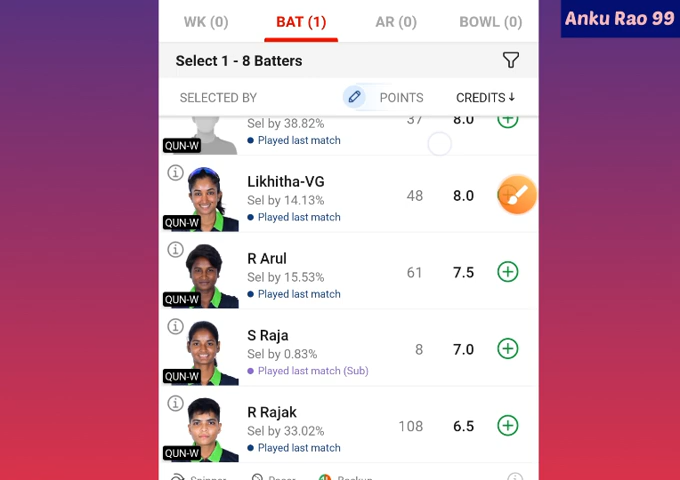 WK (0) BAT (1) AR (0) BOWL (0)
Anku Rao 99
Select 1 - 8 Batters
SELECTED BY POINTS CREDITS↓
Sel by 38.82% 37 8.0
QUN-W Played last match
Likhitha-VG
Sel by 14.13% 48 8.0
QUN-W Played last match
R Arul
Sel by 15.53% 61 7.5
QUN-W Played last match
S Raja
Sel by 0.83% 8 7.0
QUN-W Played last match (Sub)
R Rajak
Sel by 33.02% 108 6.5
QUN-W Played last match
Spinner Pacer Backup